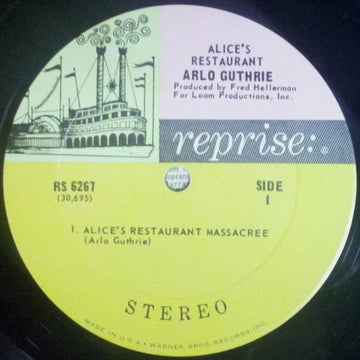 ALICE'S
RESTAURANT
ARLO GUTHRIE
Produced by Fred Hellerman
For Loom Productions, Inc.
reprise: ®
RS 6267
(30,695)
SIDE
1
1. ALICE'S RESTAURANT MASSACREE
(Arlo Guthrie)
STEREO
MADE IN U.S.A. • WARNER BROS. RECORDS, INC.